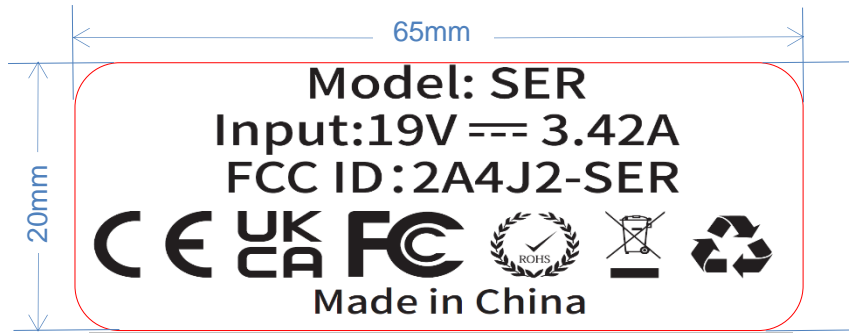 65mm
20mm
Model: SER
Input:19V ⎓ 3.42A
FCC ID:2A4J2-SER
CE UK CA FC ROHS
Made in China